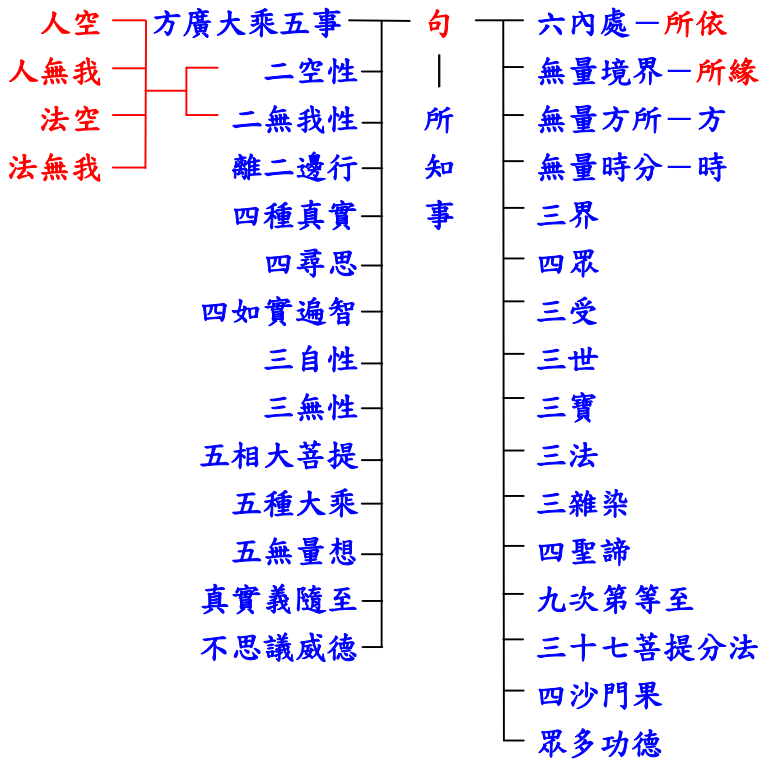 句－所知事
六內處－所依
無量境界－所緣
無量方所－方
無量時分－時
三界
四眾
三受
三世
三寶
三法
三雜染
四聖諦
九次第等至
三十七菩提分法
四沙門果
眾多功德
方廣大乘五事
二空性
二無我性
離二邊行
四種真實
四尋思
四如實遍智
三自性
三無性
五相大菩提
五種大乘
五無量想
真實義隨至
不思議威德
人空
人無我
法空
法無我